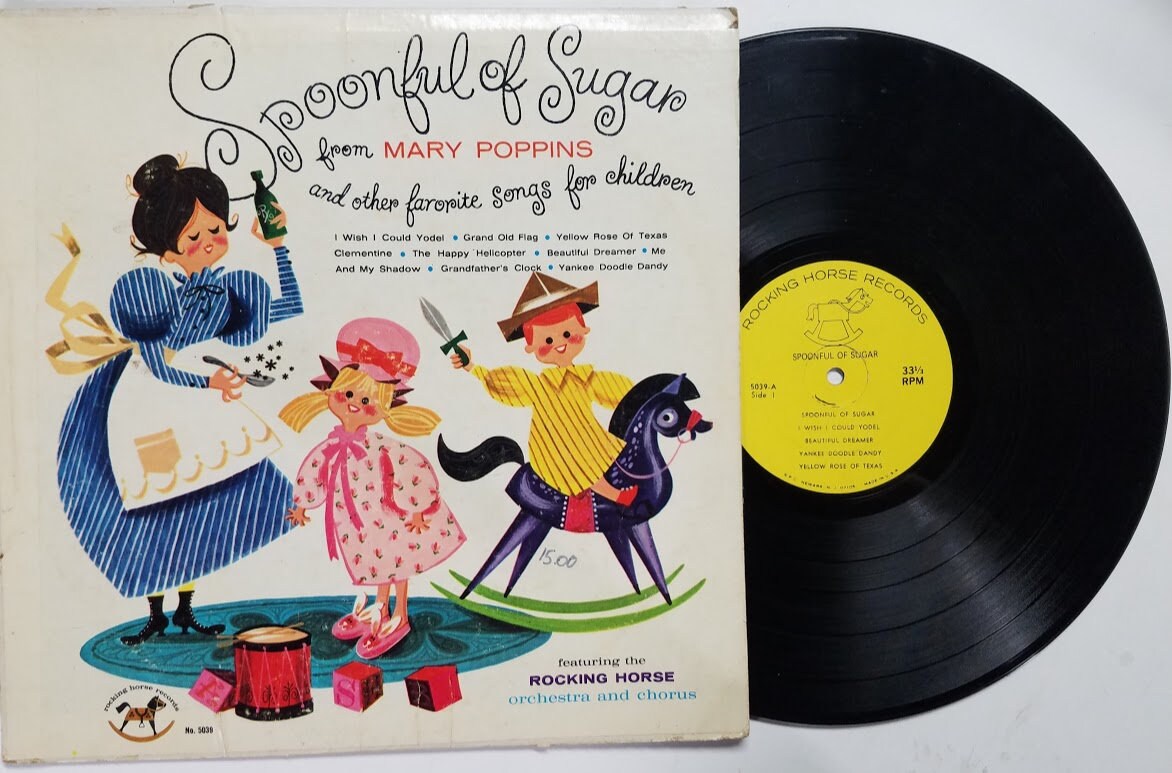 Spoonful of Sugar
from MARY POPPINS
and other favorite songs for children
I Wish I Could Yodel • Grand Old Flag • Yellow Rose Of Texas
Clementine • The Happy Helicopter • Beautiful Dreamer • Me
And My Shadow • Grandfather's Clock • Yankee Doodle Dandy
15.00
featuring the
ROCKING HORSE
orchestra and chorus
rocking horse records
No. 5039
S
ROCKING HORSE RECORDS
SPOONFUL OF SUGAR
5039-A
Side 1
33⅓
RPM
SPOONFUL OF SUGAR
I WISH I COULD YODEL
BEAUTIFUL DREAMER
YANKEE DOODLE DANDY
YELLOW ROSE OF TEXAS